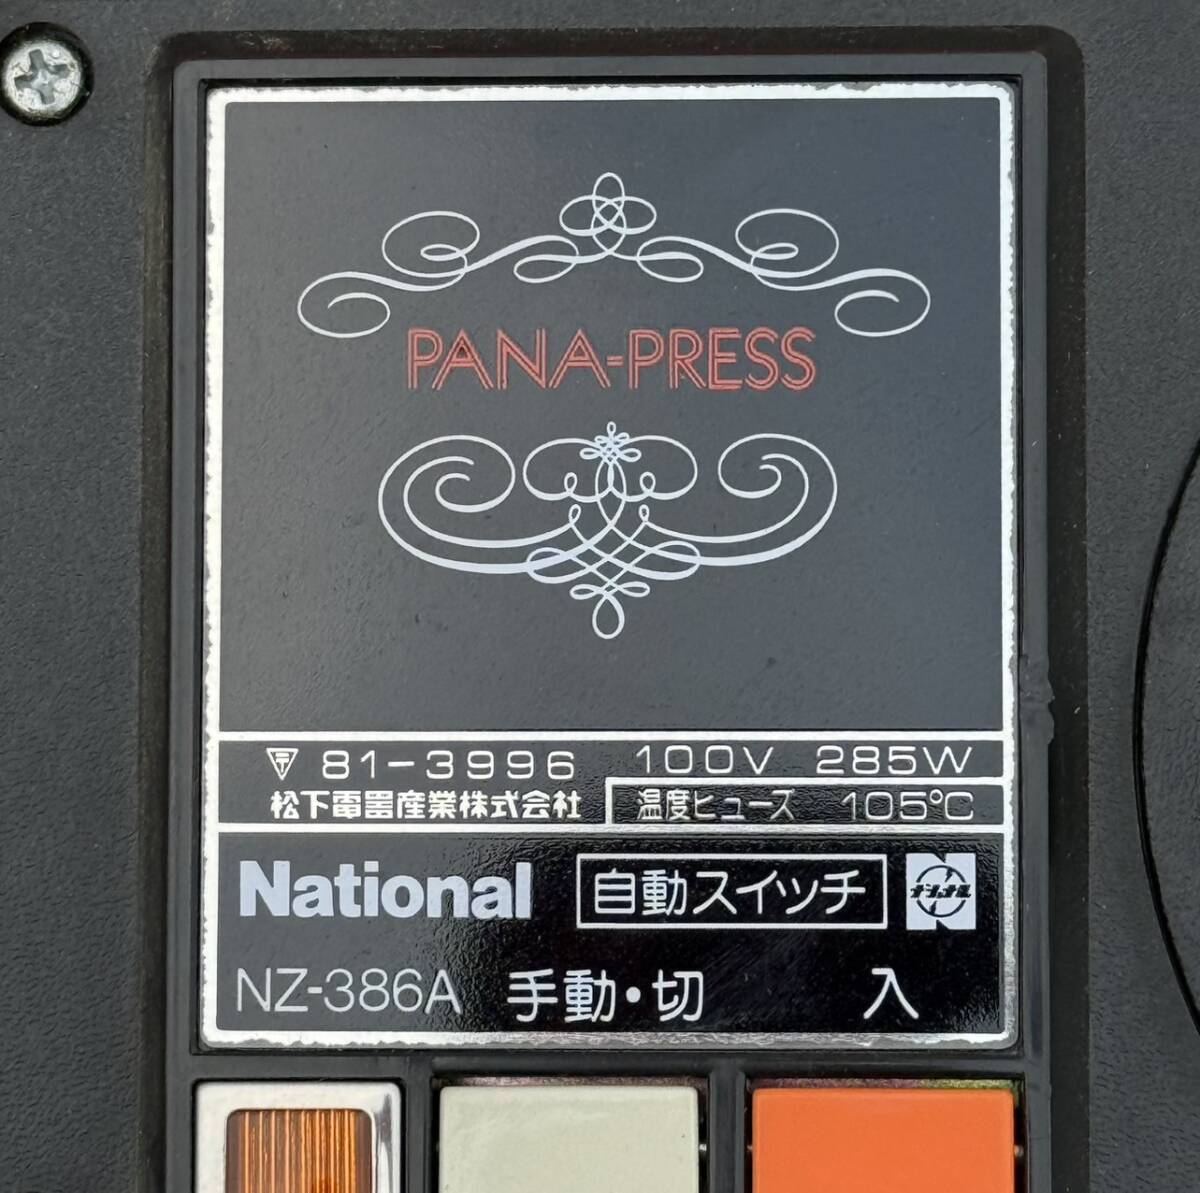 PANA-PRESS
〒 81-3996 100V 285W
松下電器産業株式会社 温度ヒューズ 105℃
National 自動スイッチ ナショナル
NZ-386A 手動・切 入